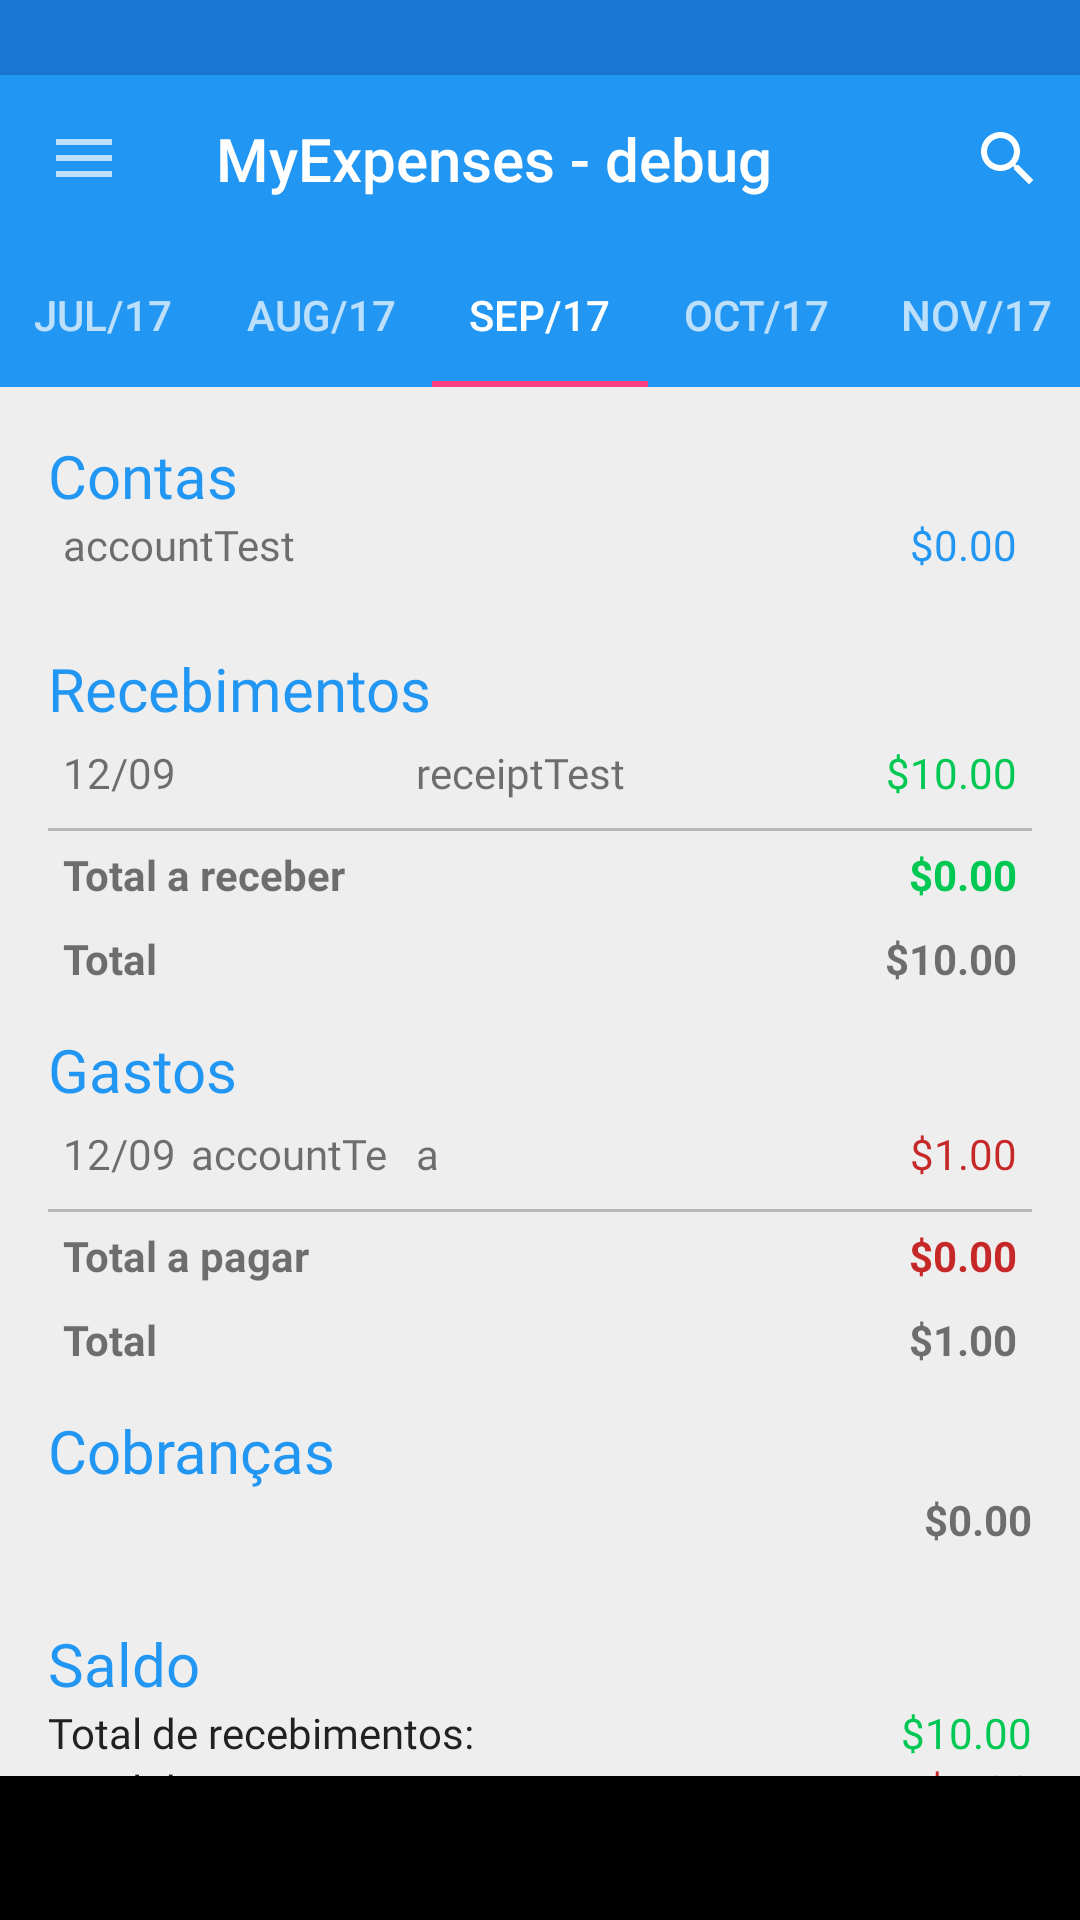 MyExpenses - debug
JUL/17 AUG/17 SEP/17 OCT/17 NOV/17
Contas
accountTest $0.00
Recebimentos
12/09 receiptTest $10.00
Total a receber $0.00
Total $10.00
Gastos
12/09 accountTe a $1.00
Total a pagar $0.00
Total $1.00
Cobranças
$0.00
Saldo
Total de recebimentos: $10.00